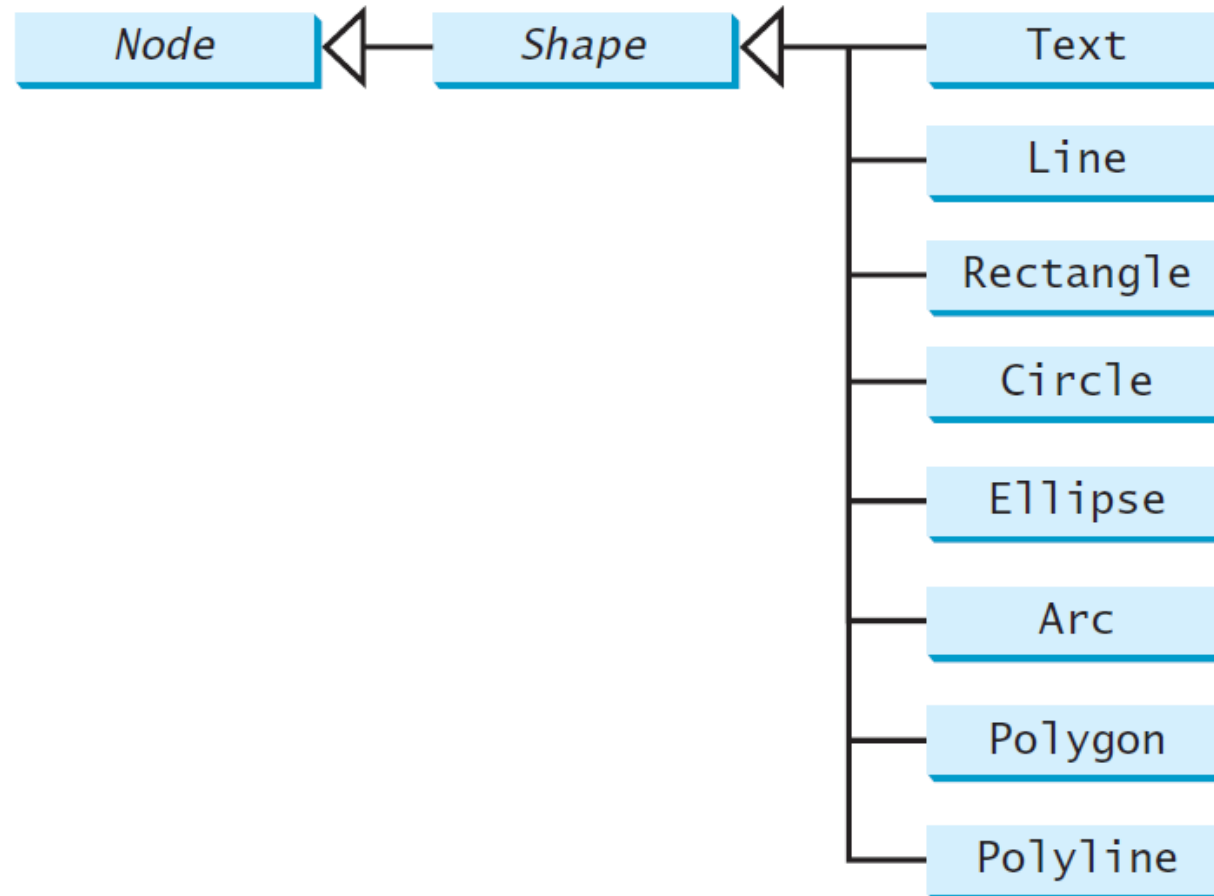 Node
Shape
Text
Line
Rectangle
Circle
Ellipse
Arc
Polygon
Polyline